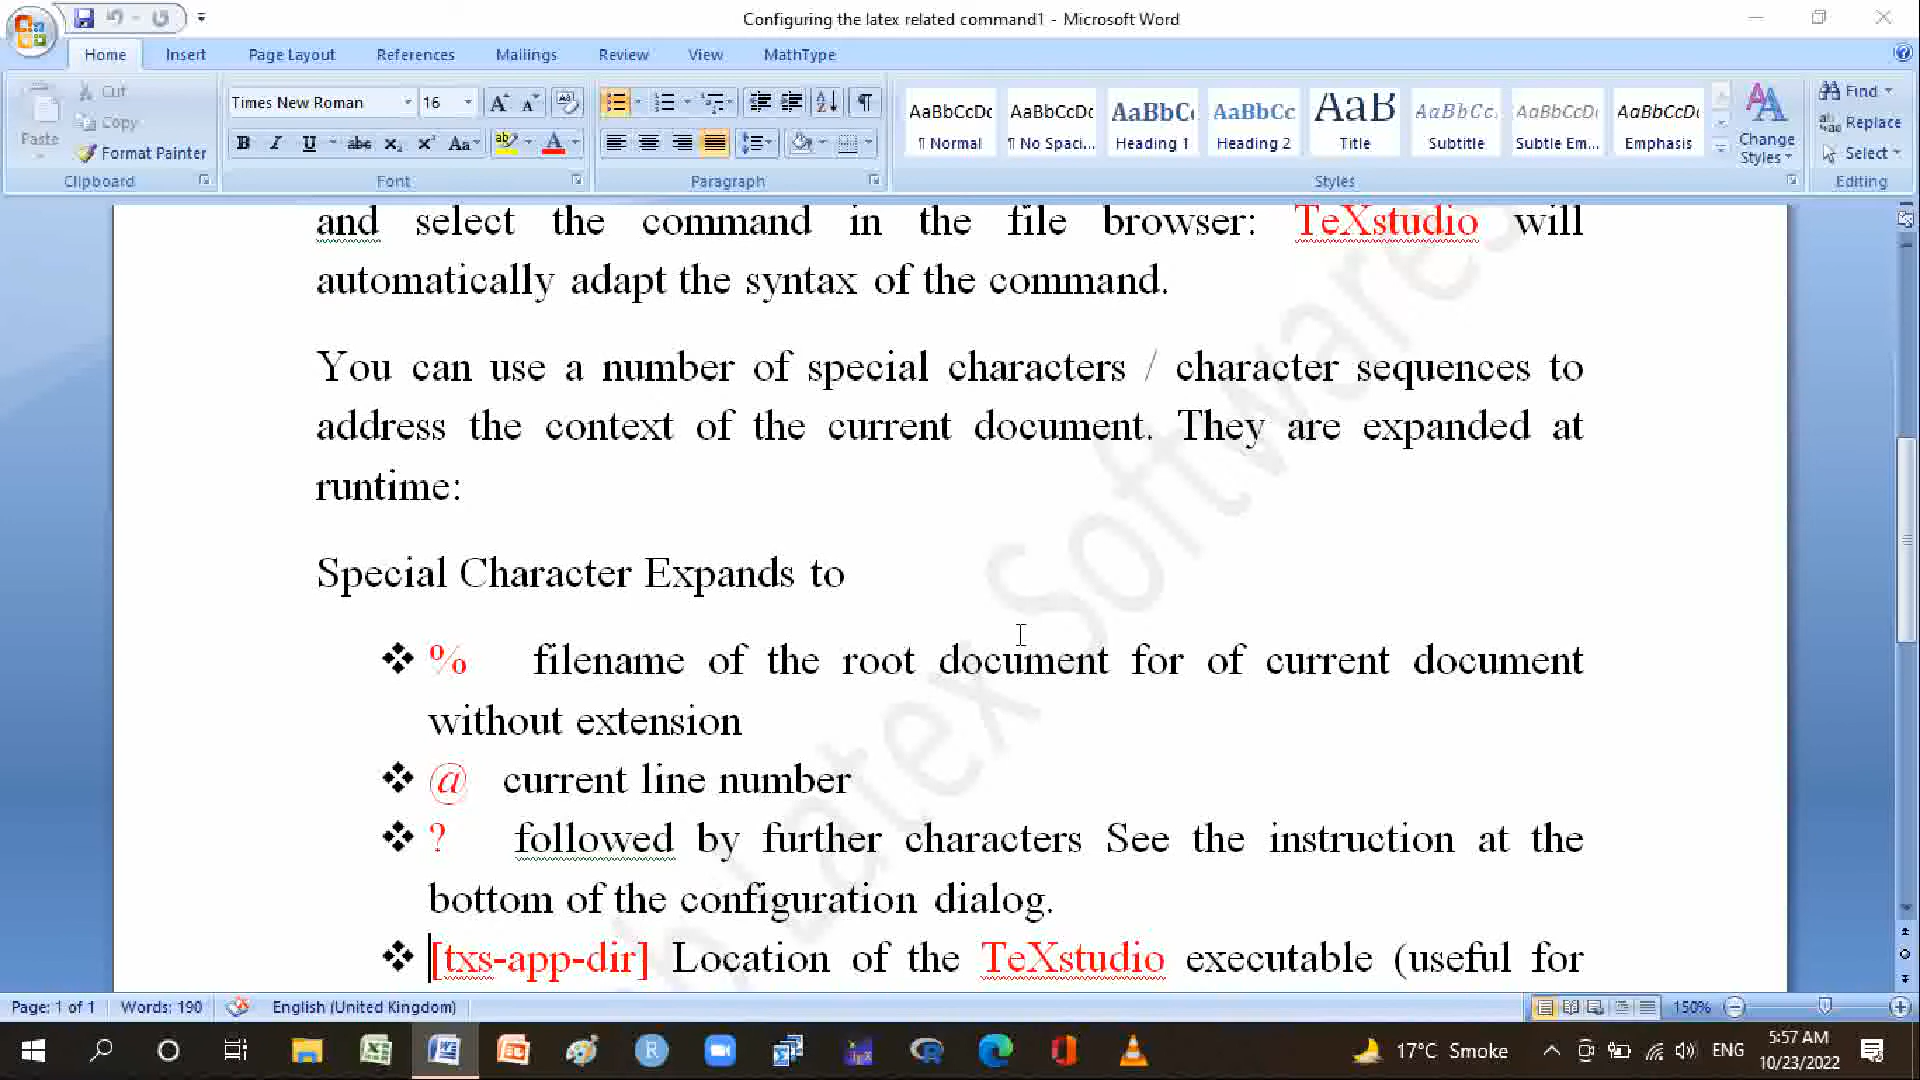 Configuring the latex related command1 - Microsoft Word
Home Insert Page Layout References Mailings Review View MathType
Paste Cut Copy Format Painter Clipboard
Times New Roman 16 Font
Paragraph
AaBbCcDc AaBbCcDc AaBbC AaBbCc AaB AaBbCc. AaBbCcDt AaBbCcDt
¶ Normal ¶ No Spaci... Heading 1 Heading 2 Title Subtitle Subtle Em... Emphasis
Change Styles Styles
Find Replace Select Editing
and select the command in the file browser: TeXstudio will
automatically adapt the syntax of the command.
You can use a number of special characters / character sequences to
address the context of the current document. They are expanded at
runtime:
Special Character Expands to
❖ % filename of the root document for of current document
without extension
❖ @ current line number
❖ ? followed by further characters See the instruction at the
bottom of the configuration dialog.
❖ [txs-app-dir] Location of the TeXstudio executable (useful for
Latex Softwares
Page: 1 of 1 Words: 190 English (United Kingdom) 150%
17°C Smoke ENG 5:57 AM
10/23/2022